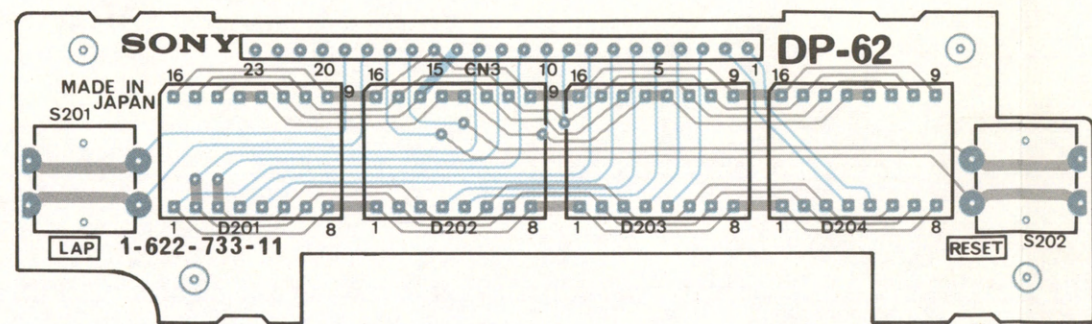 SONY
DP-62
23 20 15 CN3 10 5 1
16 9 16 9 16 9 16 9
MADE IN
JAPAN
S201
1 D201 8 1 D202 8 1 D203 8 1 D204 8
LAP
1-622-733-11
RESET
S202